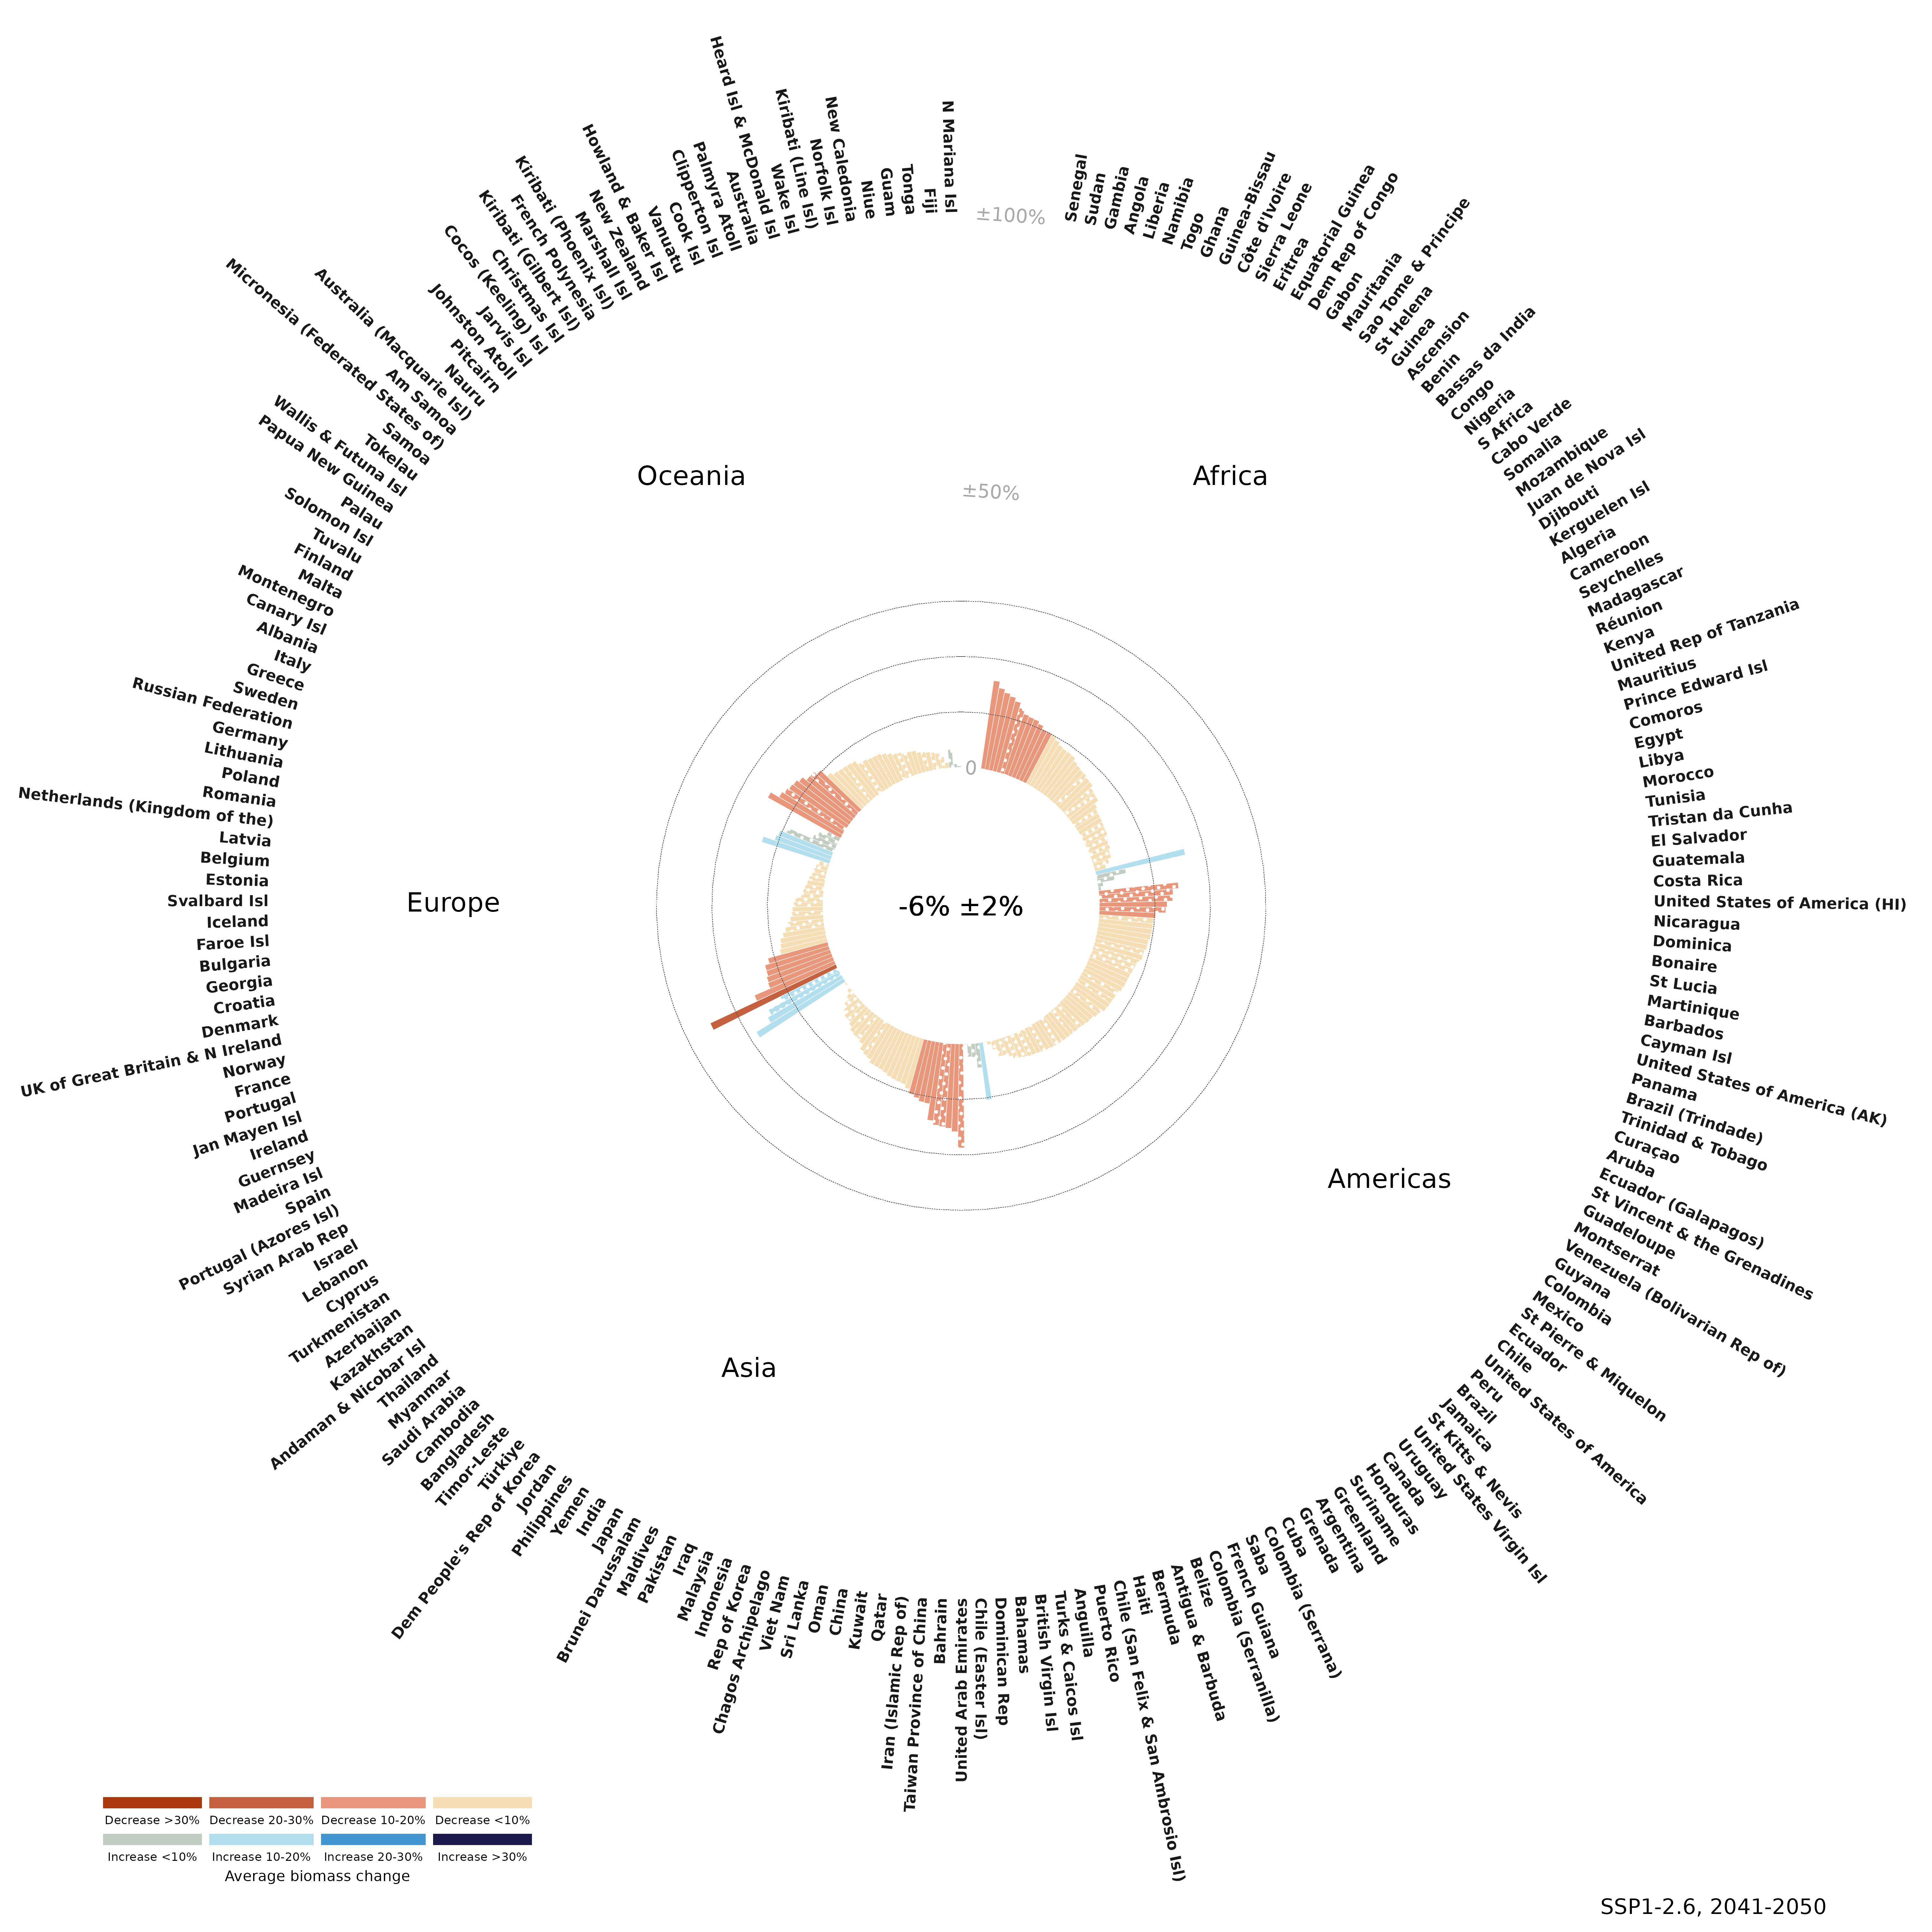 N Mariana Isl
Fiji
Tonga
Guam
Niue
New Caledonia
Norfolk Isl
Kiribati (Line Isl)
Wake Isl
Heard Isl & McDonald Isl
Australia
Palmyra Atoll
Clipperton Isl
Cook Isl
Vanuatu
Howland & Baker Isl
New Zealand
Marshall Isl
Kiribati (Phoenix Isl)
French Polynesia
Kiribati (Gilbert Isl)
Christmas Isl
Cocos (Keeling) Isl
Jarvis Isl
Johnston Atoll
Pitcairn
Nauru
Australia (Macquarie Isl)
Am Samoa
Micronesia (Federated States of)
Samoa
Tokelau
Wallis & Futuna Isl
Papua New Guinea
Palau
Solomon Isl
Tuvalu
Finland
Malta
Montenegro
Canary Isl
Albania
Italy
Greece
Sweden
Russian Federation
Germany
Lithuania
Poland
Romania
Netherlands (Kingdom of the)
Latvia
Belgium
Estonia
Svalbard Isl
Iceland
Faroe Isl
Bulgaria
Georgia
Croatia
Denmark
UK of Great Britain & N Ireland
Norway
France
Portugal
Jan Mayen Isl
Ireland
Guernsey
Madeira Isl
Spain
Portugal (Azores Isl)
Syrian Arab Rep
Israel
Lebanon
Cyprus
Turkmenistan
Azerbaijan
Kazakhstan
Andaman & Nicobar Isl
Thailand
Myanmar
Saudi Arabia
Cambodia
Bangladesh
Timor-Leste
Türkiye
Dem People's Rep of Korea
Jordan
Philippines
Yemen
India
Japan
Brunei Darussalam
Maldives
Pakistan
Iraq
Malaysia
Indonesia
Rep of Korea
Chagos Archipelago
Viet Nam
Sri Lanka
Oman
China
Kuwait
Qatar
Iran (Islamic Rep of)
Taiwan Province of China
Bahrain
United Arab Emirates
Senegal
Sudan
Gambia
Angola
Liberia
Namibia
Togo
Ghana
Guinea-Bissau
Côte d'Ivoire
Sierra Leone
Eritrea
Equatorial Guinea
Dem Rep of Congo
Gabon
Mauritania
Sao Tome & Principe
St Helena
Guinea
Ascension
Benin
Bassas da India
Congo
Nigeria
S Africa
Cabo Verde
Somalia
Mozambique
Juan de Nova Isl
Djibouti
Kerguelen Isl
Algeria
Cameroon
Seychelles
Madagascar
Réunion
Kenya
United Rep of Tanzania
Mauritius
Prince Edward Isl
Comoros
Egypt
Libya
Morocco
Tunisia
Tristan da Cunha
El Salvador
Guatemala
Costa Rica
United States of America (HI)
Nicaragua
Dominica
Bonaire
St Lucia
Martinique
Barbados
Cayman Isl
United States of America (AK)
Panama
Brazil (Trindade)
Trinidad & Tobago
Curaçao
Aruba
Ecuador (Galapagos)
St Vincent & the Grenadines
Guadeloupe
Montserrat
Venezuela (Bolivarian Rep of)
Guyana
Colombia
Mexico
St Pierre & Miquelon
Ecuador
Chile
United States of America
Peru
Brazil
Jamaica
St Kitts & Nevis
United States Virgin Isl
Uruguay
Canada
Honduras
Suriname
Greenland
Argentina
Grenada
Cuba
Colombia (Serrana)
Saba
French Guiana
Colombia (Serranilla)
Belize
Antigua & Barbuda
Bermuda
Haiti
Chile (San Felix & San Ambrosio Isl)
Puerto Rico
Anguilla
Turks & Caicos Isl
British Virgin Isl
Bahamas
Dominican Rep
Chile (Easter Isl)
±100%
±50%
0
Oceania
Africa
Europe
-6% ±2%
Americas
Asia
Decrease >30%
Decrease 20-30%
Decrease 10-20%
Decrease <10%
Increase <10%
Increase 10-20%
Increase 20-30%
Increase >30%
Average biomass change
SSP1-2.6, 2041-2050